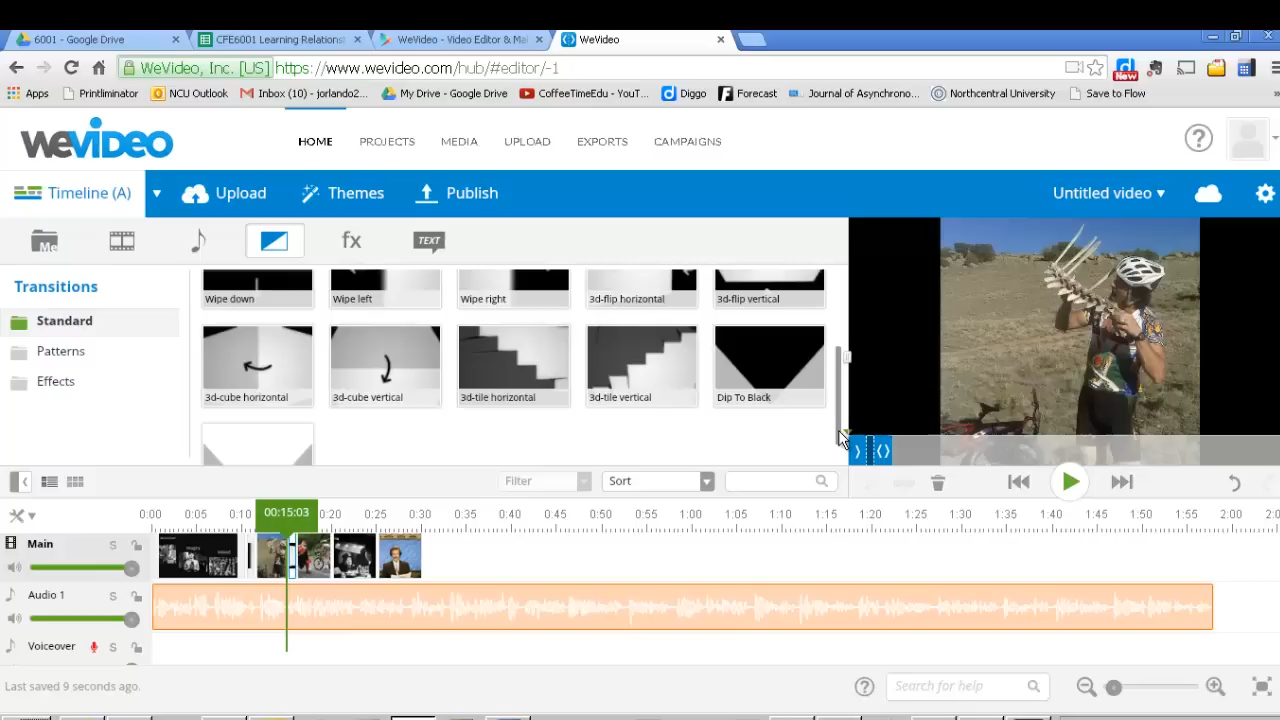 6001 - Google Drive
CFE6001 Learning Relations
WeVideo - Video Editor & Ma
WeVideo
WeVideo, Inc. [US] https://www.wevideo.com/hub/#editor/-1
New
Apps
Printliminator
NCU Outlook
Inbox (10) - jorlando2...
My Drive - Google Drive
CoffeeTimeEdu - YouT...
Diggo
Forecast
Journal of Asynchrono...
Northcentral University
Save to Flow
wevideo
HOME
PROJECTS
MEDIA
UPLOAD
EXPORTS
CAMPAIGNS
Timeline (A)
Upload
Themes
Publish
Untitled video
Me
fx
TEXT
Transitions
Standard
Patterns
Effects
Wipe down
Wipe left
Wipe right
3d-flip horizontal
3d-flip vertical
3d-cube horizontal
3d-cube vertical
3d-tile horizontal
3d-tile vertical
Dip To Black
Filter
Sort
00:15:03
0:00 0:05 0:10 0:20 0:25 0:30 0:35 0:40 0:45 0:50 0:55 1:00 1:05 1:10 1:15 1:20 1:25 1:30 1:35 1:40 1:45 1:50 1:55 2:00 2:0
Main S
Audio 1 S
Voiceover S
Last saved 9 seconds ago.
Search for help